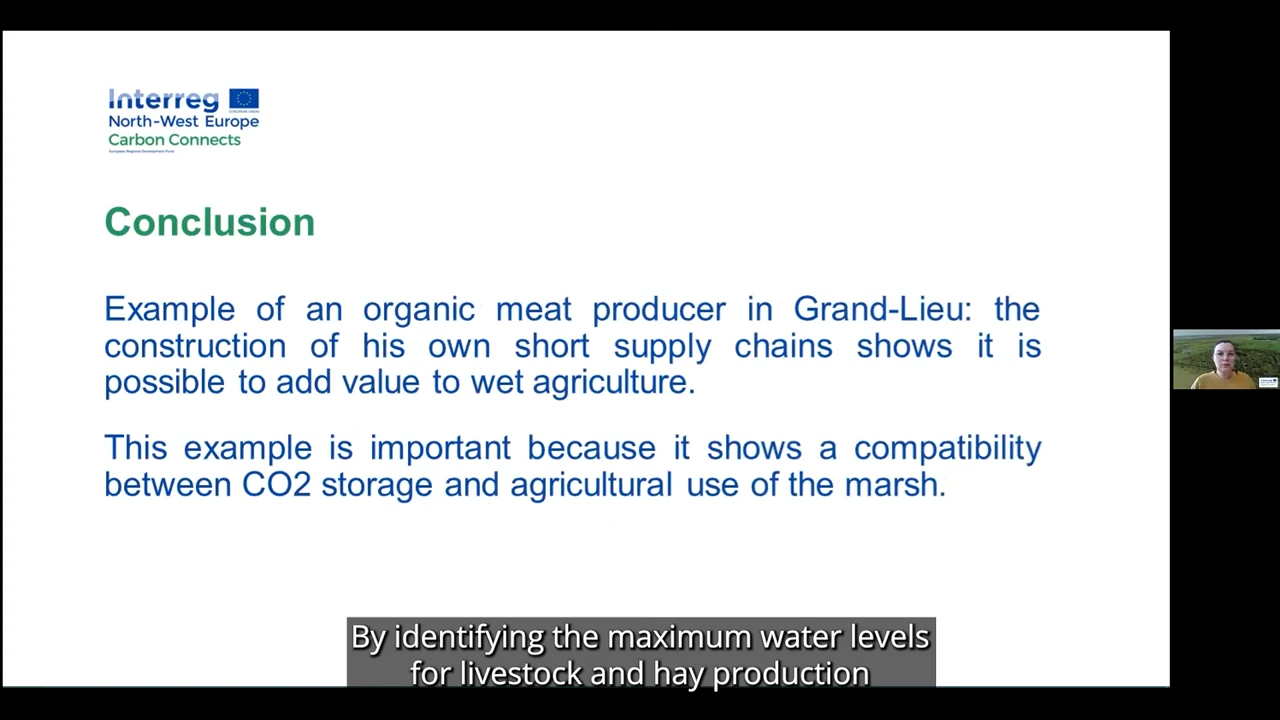 Interreg
EUROPEAN UNION
North-West Europe
Carbon Connects
European Regional Development Fund
Conclusion
Example of an organic meat producer in Grand-Lieu: the
construction of his own short supply chains shows it is
possible to add value to wet agriculture.
This example is important because it shows a compatibility
between CO2 storage and agricultural use of the marsh.
By identifying the maximum water levels
for livestock and hay production